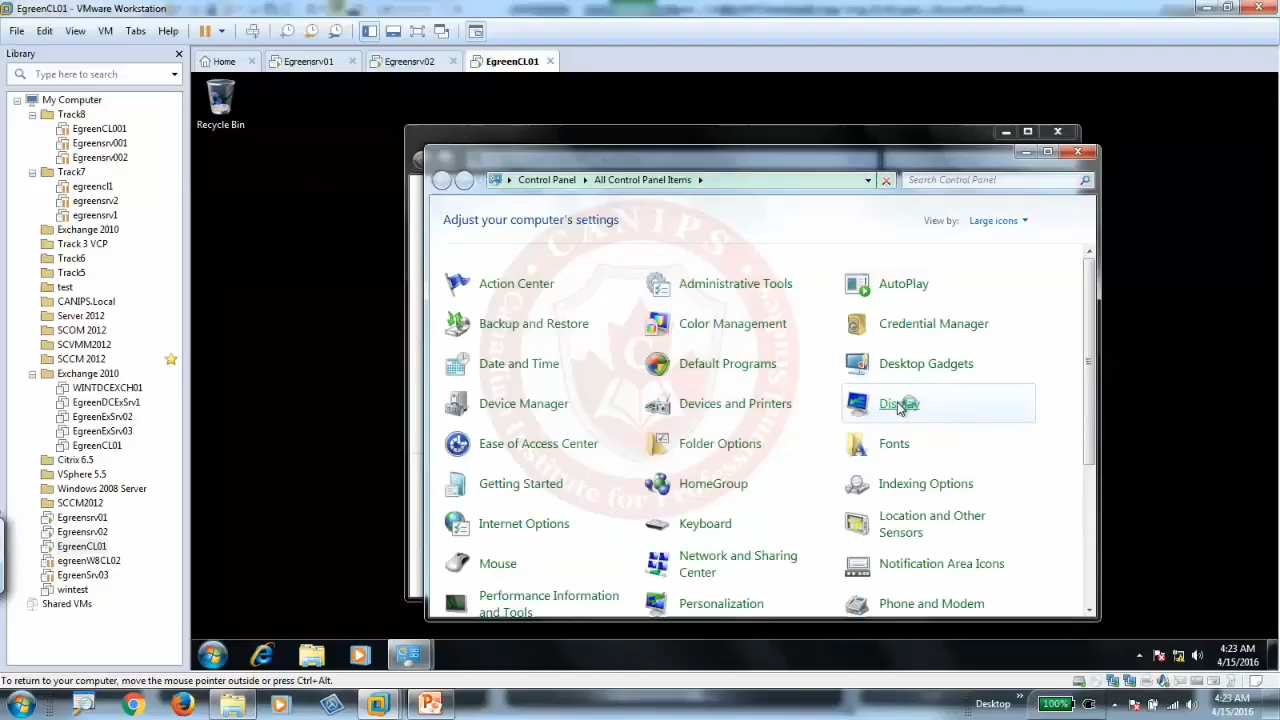 EgreenCL01 - VMware Workstation
File Edit View VM Tabs Help
Library
Type here to search
My Computer
Track8
EgreenCL001
Egreensrv001
Egreensrv002
Track7
egreencl1
egreensrv2
egreensrv1
Exchange 2010
Track 3 VCP
Track6
Track5
test
CANIPS.Local
Server 2012
SCOM 2012
SCVMM2012
SCCM 2012
Exchange 2010
WINTDCEXCH01
EgreenDCExSrv1
EgreenExSrv02
EgreenExSrv03
EgreenCL01
Citrix 6.5
VSphere 5.5
Windows 2008 Server
SCCM2012
Egreensrv01
Egreensrv02
EgreenCL01
egreenW8CL02
EgreenSrv03
wintest
Shared VMs
Home Egreensrv01 Egreensrv02 EgreenCL01
Recycle Bin
Control Panel All Control Panel Items
Search Control Panel
Adjust your computer's settings
View by: Large icons
Action Center Administrative Tools AutoPlay
Backup and Restore Color Management Credential Manager
Date and Time Default Programs Desktop Gadgets
Device Manager Devices and Printers Display
Ease of Access Center Folder Options Fonts
Getting Started HomeGroup Indexing Options
Internet Options Keyboard Location and Other
Sensors
Mouse Network and Sharing
Center Notification Area Icons
Performance Information
and Tools Personalization Phone and Modem
CANIPS
4:23 AM
4/15/2016
To return to your computer, move the mouse pointer outside or press Ctrl+Alt.
Desktop
100%
4:23 AM
4/15/2016